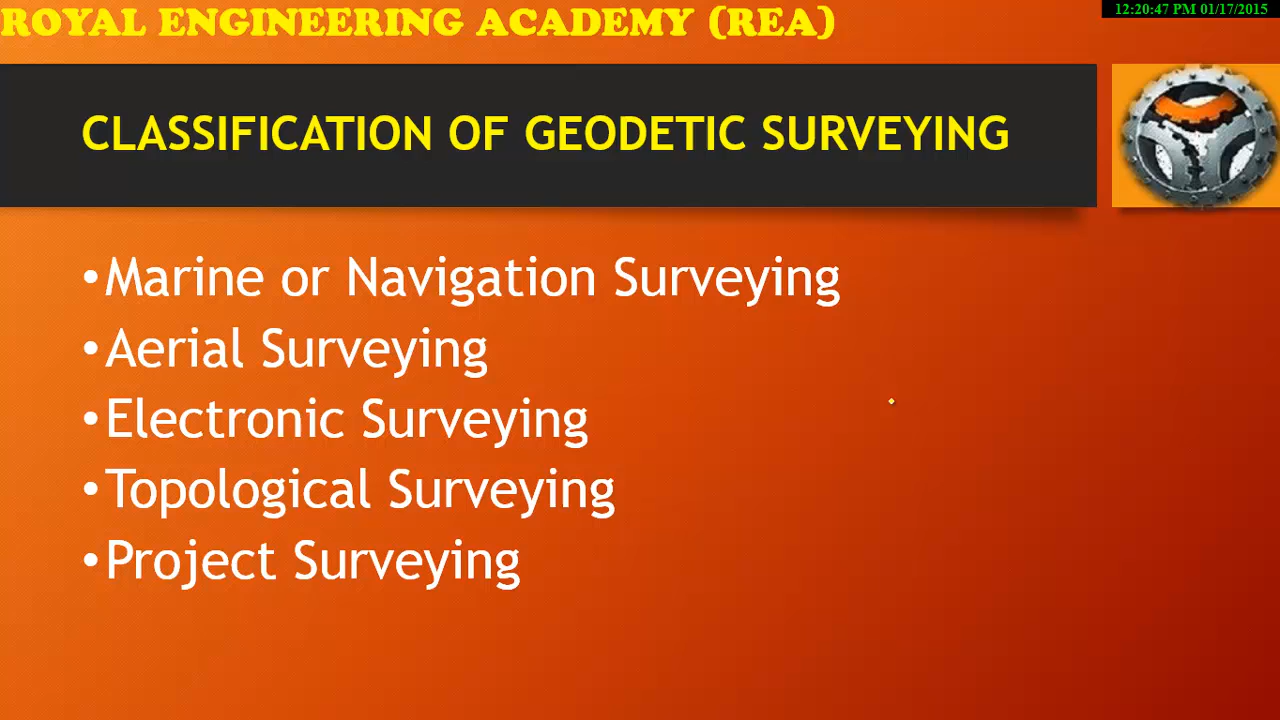 ROYAL ENGINEERING ACADEMY (REA)
12:20:47 PM 01/17/2015
CLASSIFICATION OF GEODETIC SURVEYING
•Marine or Navigation Surveying
•Aerial Surveying
•Electronic Surveying
•Topological Surveying
•Project Surveying